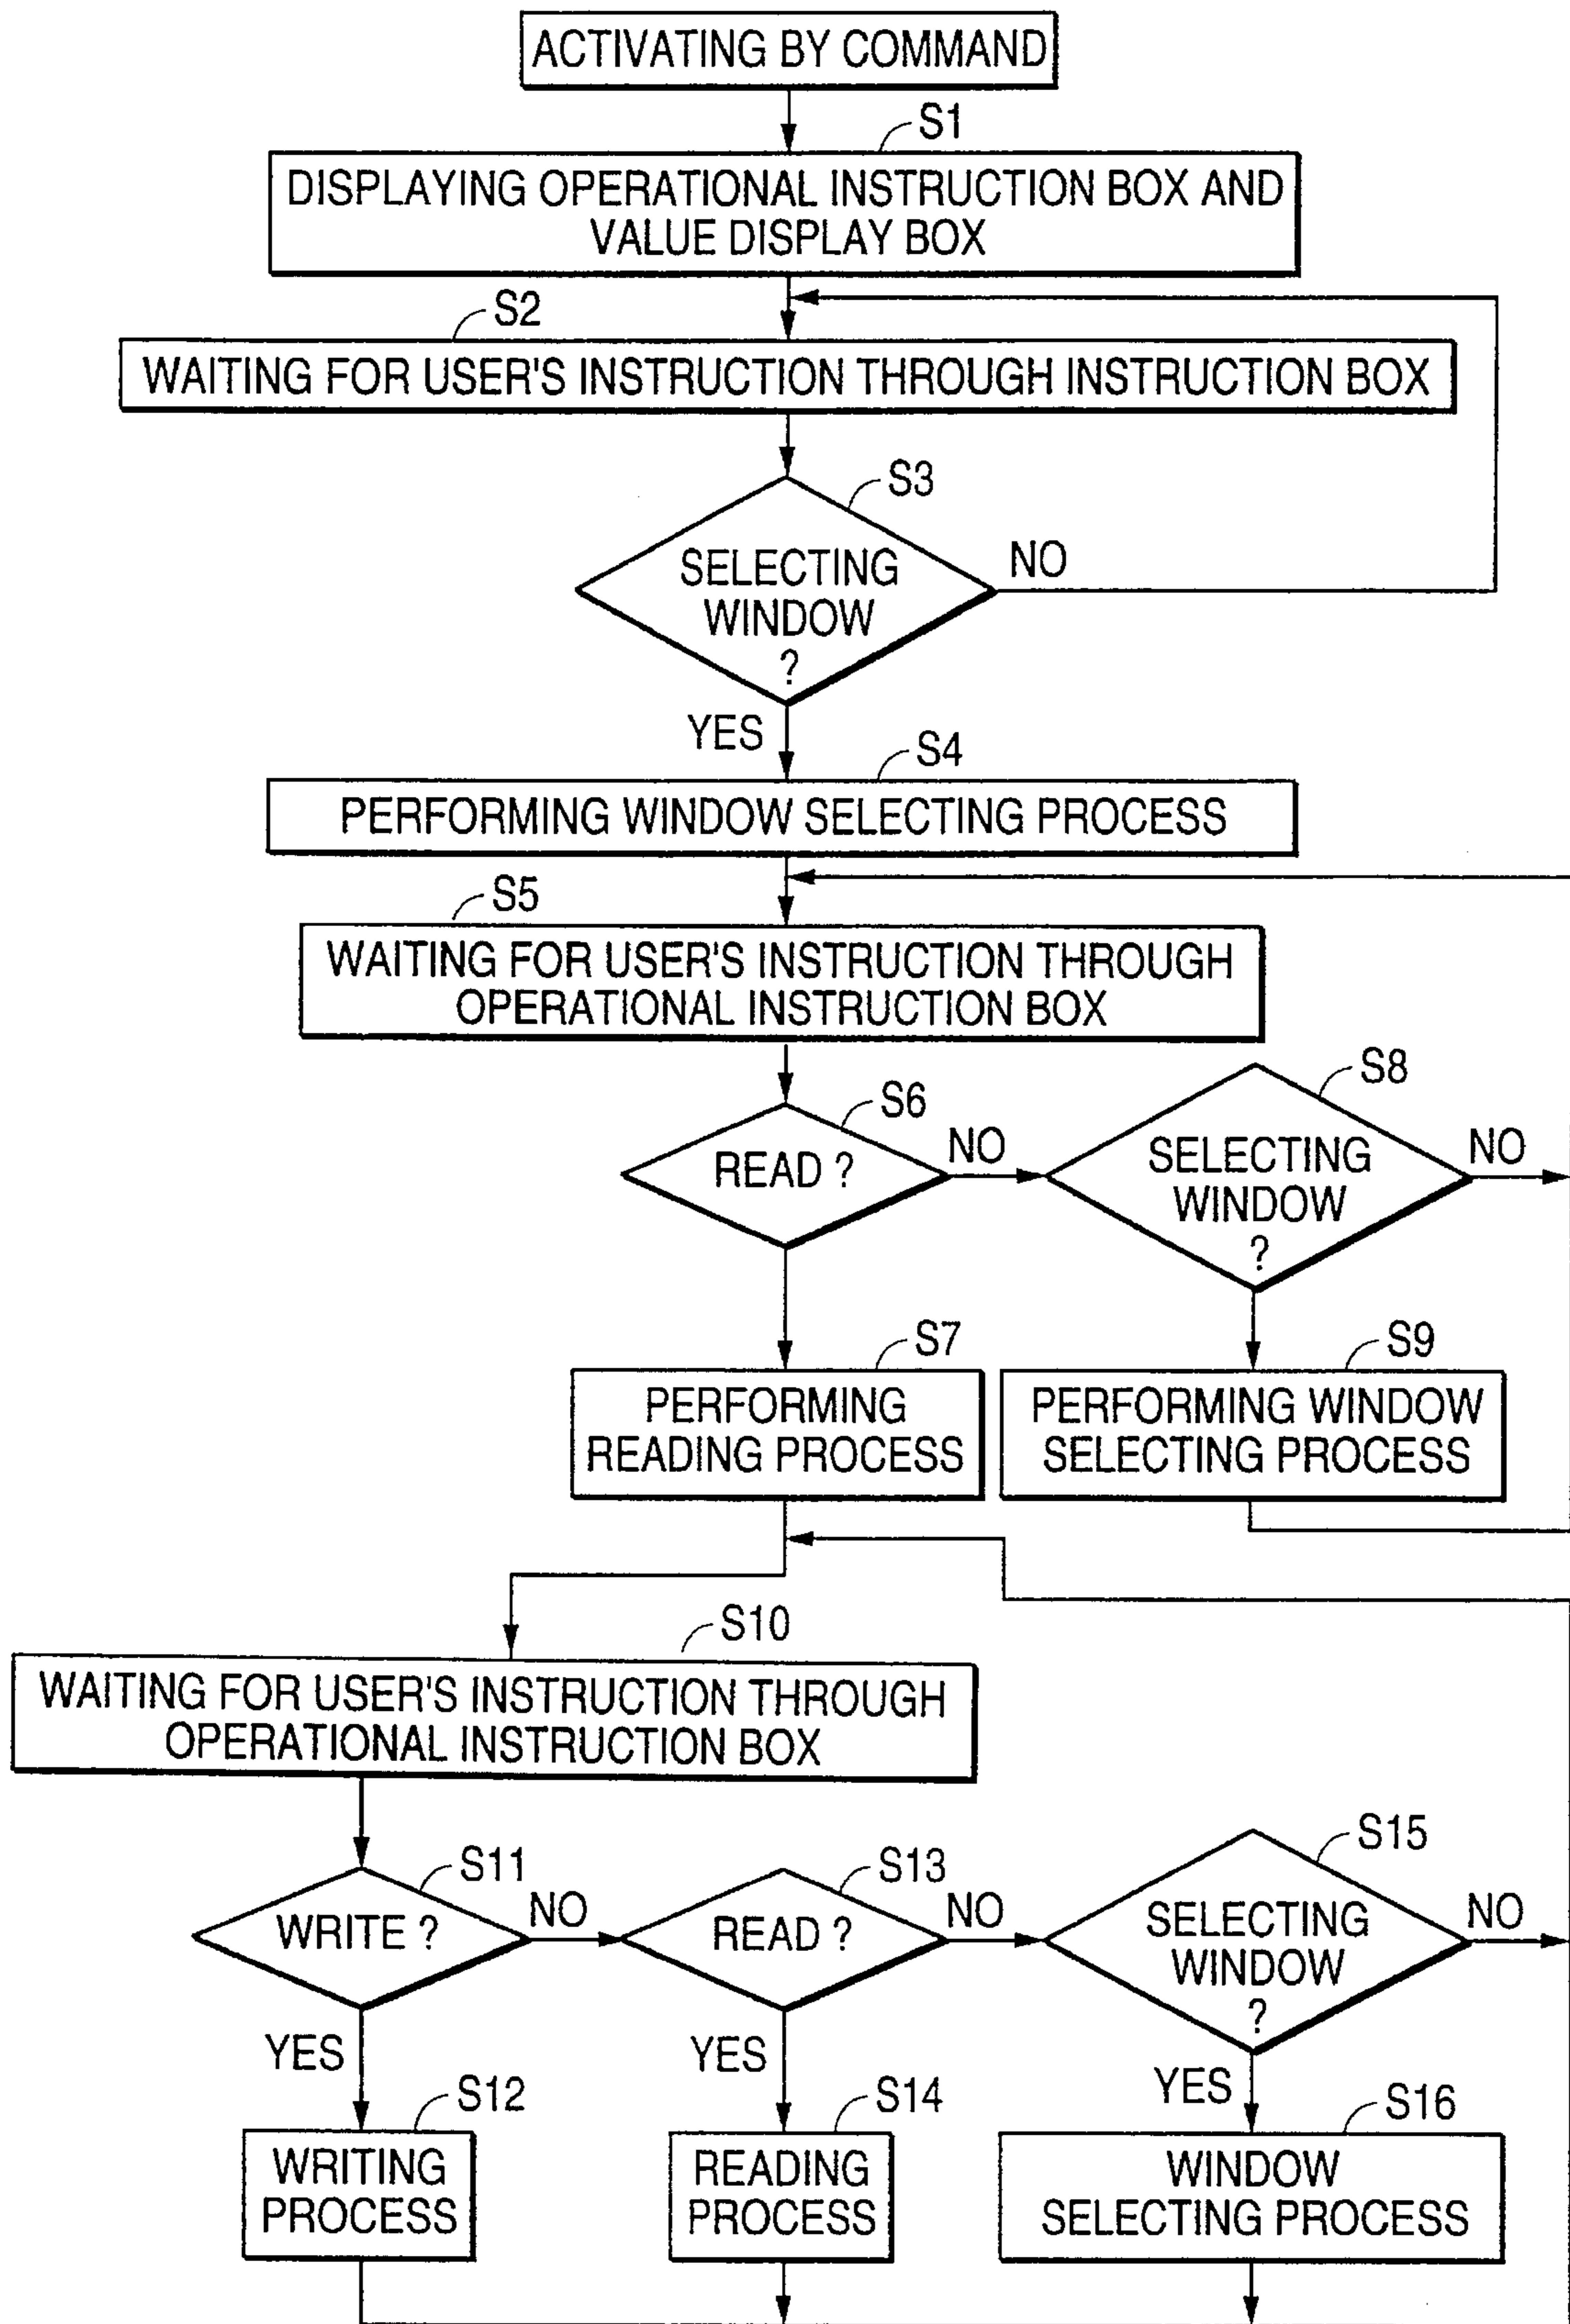 ACTIVATING BY COMMAND
S1
DISPLAYING OPERATIONAL INSTRUCTION BOX AND
VALUE DISPLAY BOX
S2
WAITING FOR USER'S INSTRUCTION THROUGH INSTRUCTION BOX
S3
SELECTING
WINDOW
?
NO
YES
S4
PERFORMING WINDOW SELECTING PROCESS
S5
WAITING FOR USER'S INSTRUCTION THROUGH
OPERATIONAL INSTRUCTION BOX
S6
READ ?
NO
S8
SELECTING
WINDOW
?
NO
S7
PERFORMING
READING PROCESS
S9
PERFORMING WINDOW
SELECTING PROCESS
S10
WAITING FOR USER'S INSTRUCTION THROUGH
OPERATIONAL INSTRUCTION BOX
S11
WRITE ?
NO
S13
READ ?
NO
S15
SELECTING
WINDOW
?
NO
YES
YES
YES
S12
WRITING
PROCESS
S14
READING
PROCESS
S16
WINDOW
SELECTING PROCESS